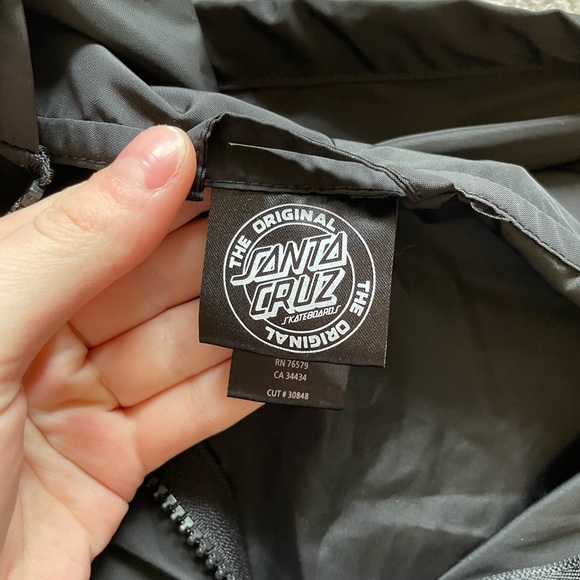 THE ORIGINAL
SANTA
CRUZ
SKATEBOARDS
THE ORIGINAL
RN 76579
CA 34434
CUT # 30848